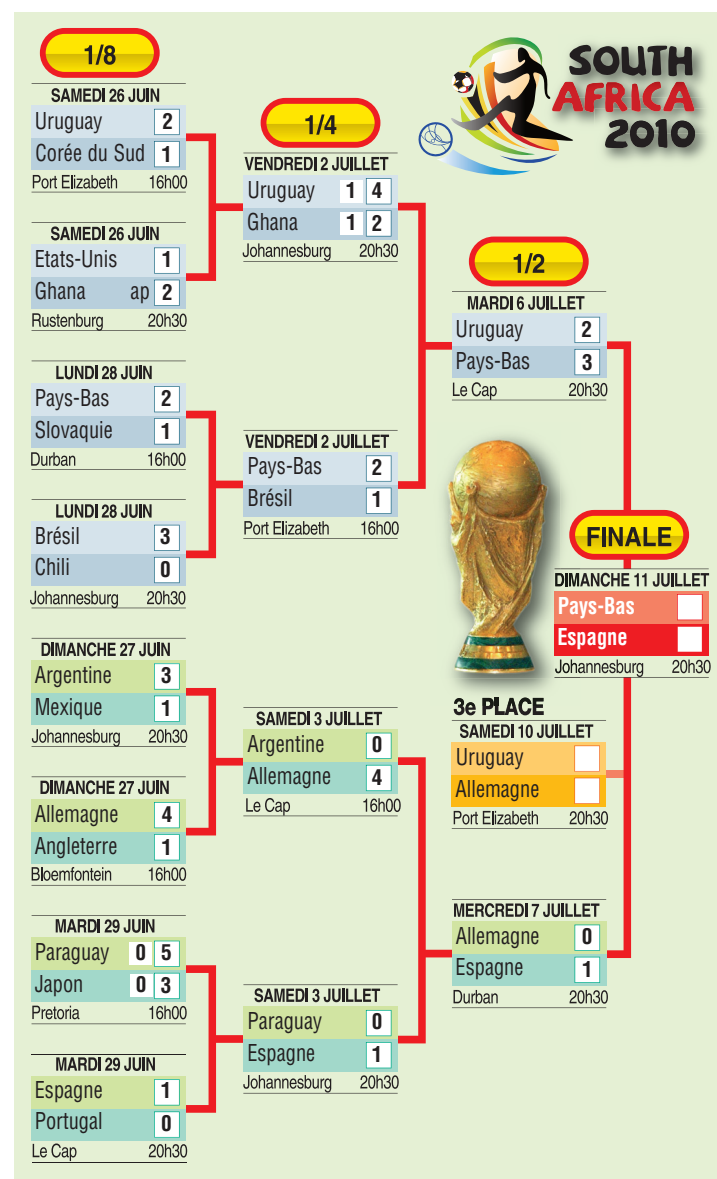 1/8
SAMEDI 26 JUIN
Uruguay 2
Corée du Sud 1
Port Elizabeth 16h00
SAMEDI 26 JUIN
Etats-Unis 1
Ghana ap 2
Rustenburg 20h30
LUNDI 28 JUIN
Pays-Bas 2
Slovaquie 1
Durban 16h00
LUNDI 28 JUIN
Brésil 3
Chili 0
Johannesburg 20h30
DIMANCHE 27 JUIN
Argentine 3
Mexique 1
Johannesburg 20h30
DIMANCHE 27 JUIN
Allemagne 4
Angleterre 1
Bloemfontein 16h00
MARDI 29 JUIN
Paraguay 0 5
Japon 0 3
Pretoria 16h00
MARDI 29 JUIN
Espagne 1
Portugal 0
Le Cap 20h30
1/4
VENDREDI 2 JUILLET
Uruguay 1 4
Ghana 1 2
Johannesburg 20h30
VENDREDI 2 JUILLET
Pays-Bas 2
Brésil 1
Port Elizabeth 16h00
SAMEDI 3 JUILLET
Argentine 0
Allemagne 4
Le Cap 16h00
SAMEDI 3 JUILLET
Paraguay 0
Espagne 1
Johannesburg 20h30
SOUTH
AFRICA
2010
1/2
MARDI 6 JUILLET
Uruguay 2
Pays-Bas 3
Le Cap 20h30
FINALE
DIMANCHE 11 JUILLET
Pays-Bas
Espagne
Johannesburg 20h30
3e PLACE
SAMEDI 10 JUILLET
Uruguay
Allemagne
Port Elizabeth 20h30
MERCREDI 7 JUILLET
Allemagne 0
Espagne 1
Durban 20h30